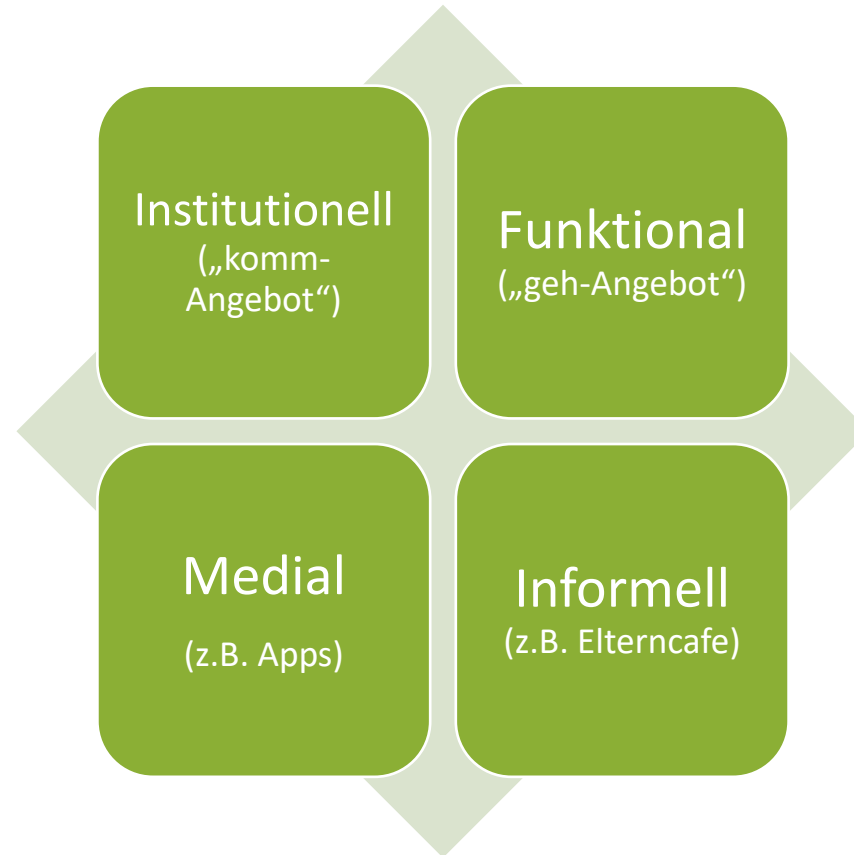 Institutionell
(„komm-
Angebot“)
Funktional
(„geh-Angebot“)
Medial
(z.B. Apps)
Informell
(z.B. Elterncafe)